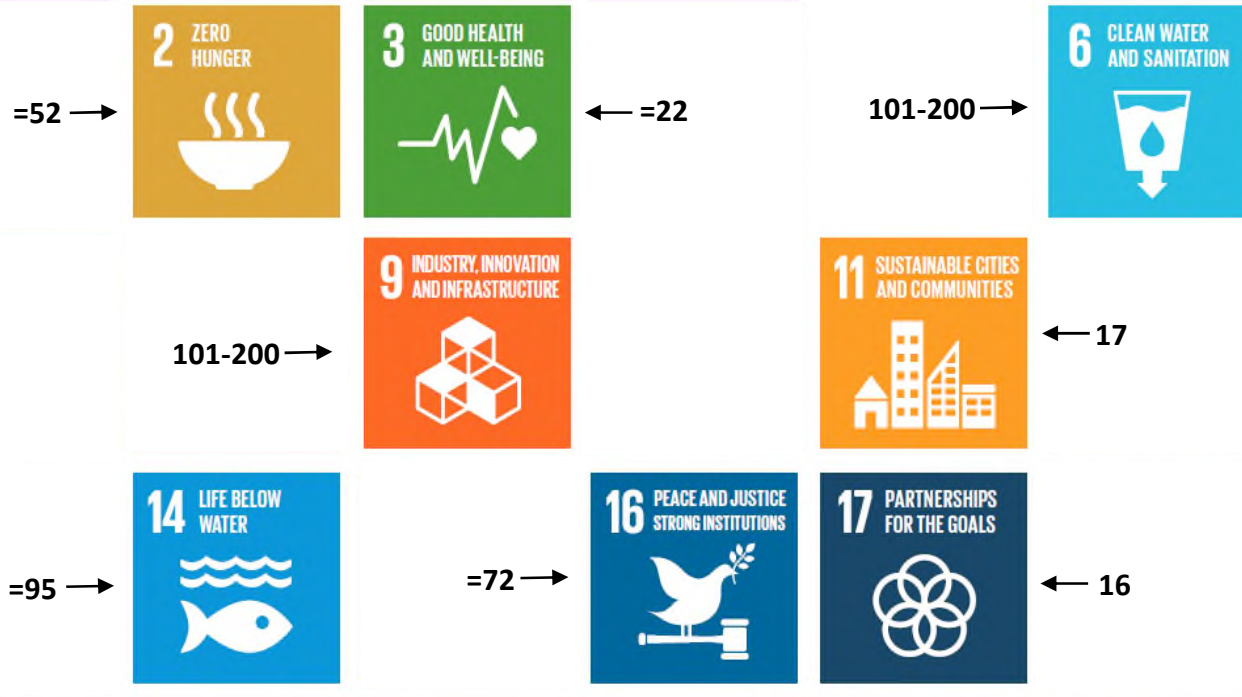 2 ZERO
HUNGER
=52
3 GOOD HEALTH
AND WELL-BEING
=22
101-200
6 CLEAN WATER
AND SANITATION
101-200
9 INDUSTRY, INNOVATION
AND INFRASTRUCTURE
11 SUSTAINABLE CITIES
AND COMMUNITIES
17
=95
14 LIFE BELOW
WATER
=72
16 PEACE AND JUSTICE
STRONG INSTITUTIONS
17 PARTNERSHIPS
FOR THE GOALS
16